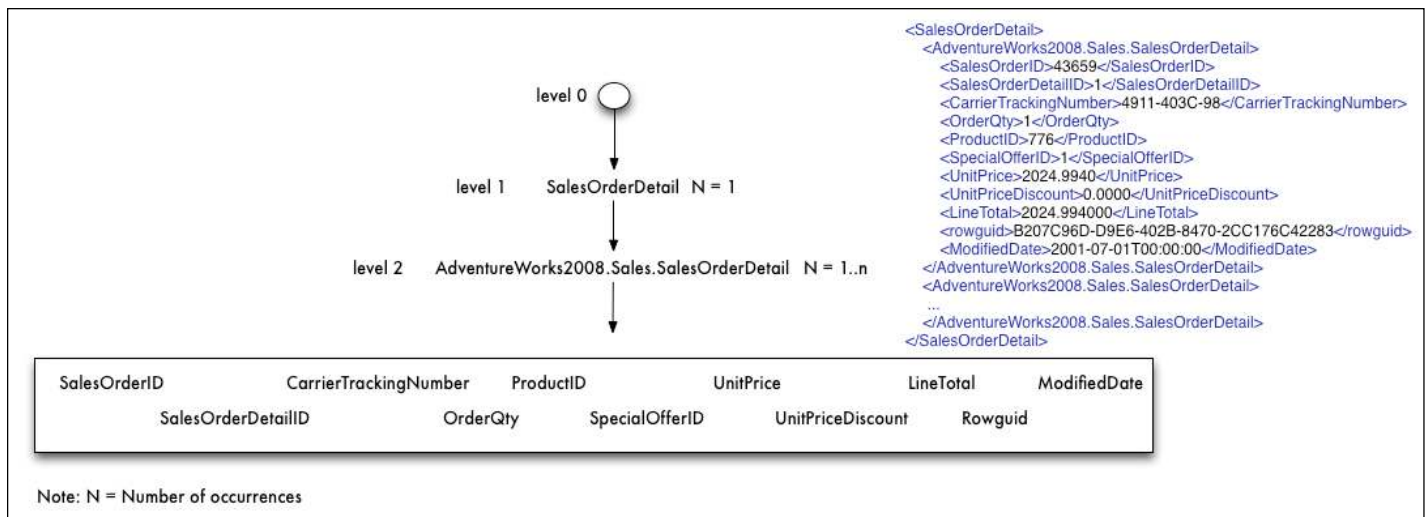 <SalesOrderDetail>
<AdventureWorks2008.Sales.SalesOrderDetail>
<SalesOrderID>43659</SalesOrderID>
<SalesOrderDetailID>1</SalesOrderDetailID>
<CarrierTrackingNumber>4911-403C-98</CarrierTrackingNumber>
<OrderQty>1</OrderQty>
<ProductID>776</ProductID>
<SpecialOfferID>1</SpecialOfferID>
<UnitPrice>2024.9940</UnitPrice>
<UnitPriceDiscount>0.0000</UnitPriceDiscount>
<LineTotal>2024.994000</LineTotal>
<rowguid>B207C96D-D9E6-402B-8470-2CC176C42283</rowguid>
<ModifiedDate>2001-07-01T00:00:00</ModifiedDate>
</AdventureWorks2008.Sales.SalesOrderDetail>
<AdventureWorks2008.Sales.SalesOrderDetail>
...
</AdventureWorks2008.Sales.SalesOrderDetail>
</SalesOrderDetail>
level 0
level 1 SalesOrderDetail N = 1
level 2 AdventureWorks2008.Sales.SalesOrderDetail N = 1..n
SalesOrderID CarrierTrackingNumber ProductID UnitPrice LineTotal ModifiedDate
SalesOrderDetailID OrderQty SpecialOfferID UnitPriceDiscount Rowguid
Note: N = Number of occurrences